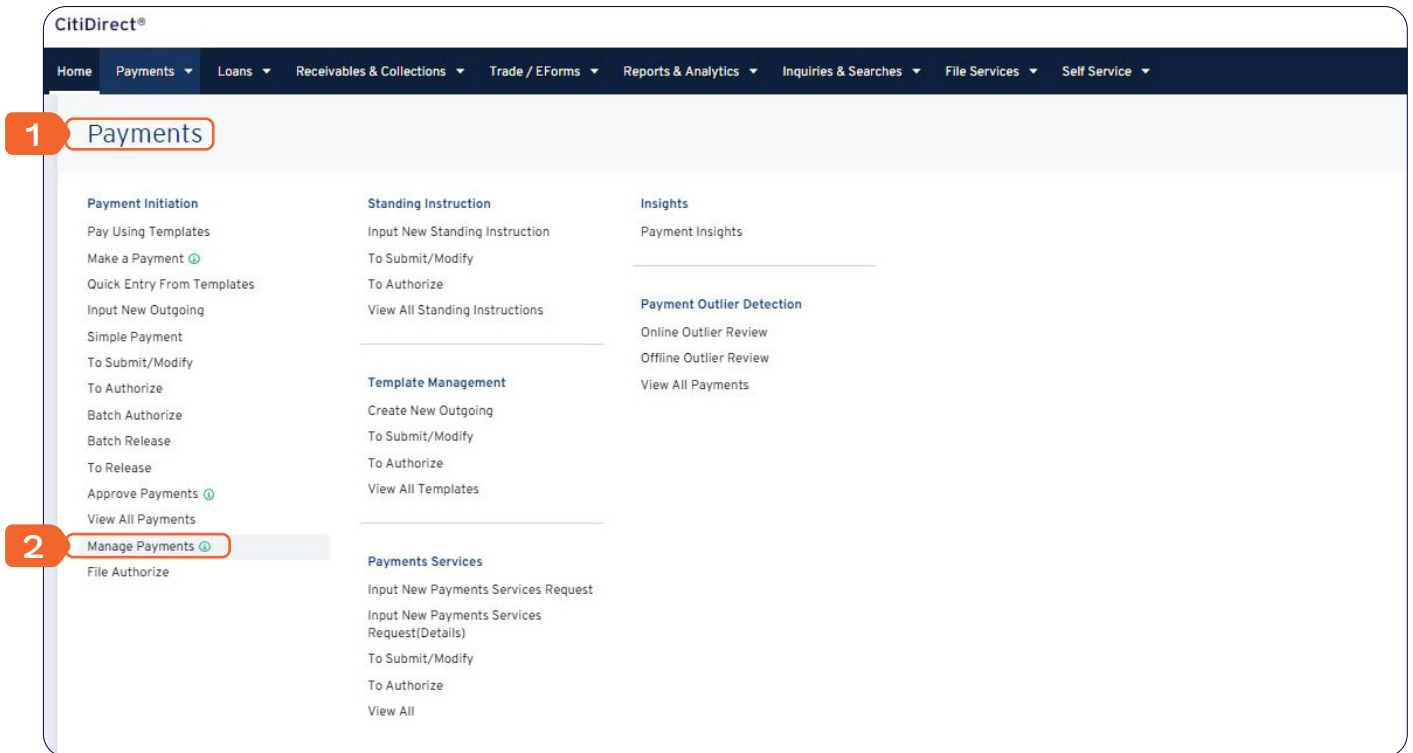 CitiDirect®
Home Payments Loans Receivables & Collections Trade / EForms Reports & Analytics Inquiries & Searches File Services Self Service
1 Payments
Payment Initiation
Pay Using Templates
Make a Payment
Quick Entry From Templates
Input New Outgoing
Simple Payment
To Submit/Modify
To Authorize
Batch Authorize
Batch Release
To Release
Approve Payments
View All Payments
2 Manage Payments
File Authorize
Standing Instruction
Input New Standing Instruction
To Submit/Modify
To Authorize
View All Standing Instructions
Template Management
Create New Outgoing
To Submit/Modify
To Authorize
View All Templates
Payments Services
Input New Payments Services Request
Input New Payments Services
Request(Details)
To Submit/Modify
To Authorize
View All
Insights
Payment Insights
Payment Outlier Detection
Online Outlier Review
Offline Outlier Review
View All Payments